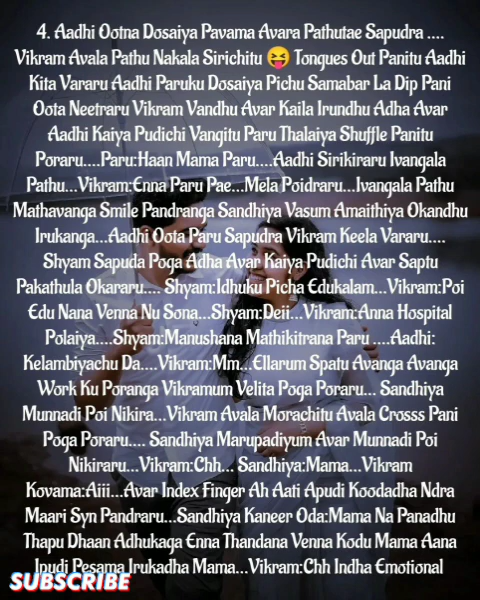 4. Aadhi Ootna Dosaiya Pavama Avara Pathutae Sapudra ....
Vikram Avala Pathu Nakala Sirichitu 😝 Tongues Out Panitu Aadhi
Kita Vararu Aadhi Paruku Dosaiya Pichu Samabar La Dip Pani
Oota Neetraru Vikram Vandhu Avar Kaila Irundhu Adha Avar
Aadhi Kaiya Pudichi Vangitu Paru Thalaiya Shuffle Panitu
Poraru....Paru:Haan Mama Paru....Aadhi Sirikiraru Ivangala
Pathu...Vikram:Enna Paru Pae...Mela Poidraru...Ivangala Pathu
Mathavanga Smile Pandranga Sandhiya Vasum Amaithiya Okandhu
Irukanga...Aadhi Oota Paru Sapudra Vikram Keela Vararu....
Shyam Sapuda Poga Adha Avar Kaiya Pudichi Avar Saptu
Pakathula Okararu.... Shyam:Idhuku Picha Edukalam...Vikram:Poi
Edu Nana Venna Nu Sona...Shyam:Deii...Vikram:Anna Hospital
Polaiya....Shyam:Manushana Mathikitrana Paru ....Aadhi:
Kelambiyachu Da....Vikram:Mm...Ellarum Spatu Avanga Avanga
Work Ku Poranga Vikramum Velita Poga Poraru... Sandhiya
Munnadi Poi Nikira...Vikram Avala Morachitu Avala Crosss Pani
Poga Poraru.... Sandhiya Marupadiyum Avar Munnadi Poi
Nikiraru...Vikram:Chh... Sandhiya:Mama...Vikram
Kovama:Aiii...Avar Index Finger Ah Aati Apudi Koodadha Ndra
Maari Syn Pandraru...Sandhiya Kaneer Oda:Mama Na Panadhu
Thapu Dhaan Adhukaga Enna Thandana Venna Kodu Mama Aana
Ipudi Pesama Irukadha Mama...Vikram:Chh Indha Emotional
SUBSCRIBE